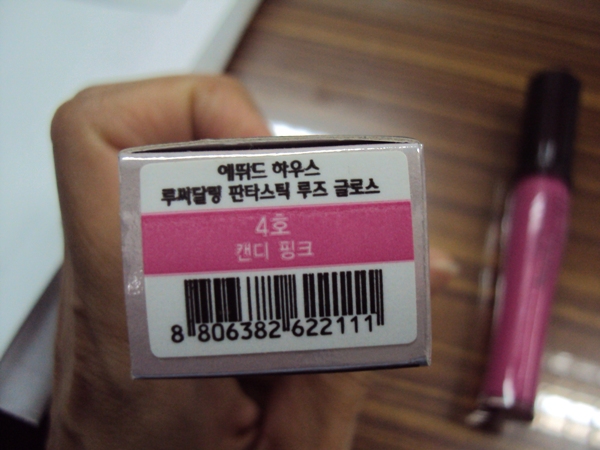 에뛰드 하우스
루쥬달링 판타스틱 루즈 글로스
4호
캔디 핑크
8 806382 622111